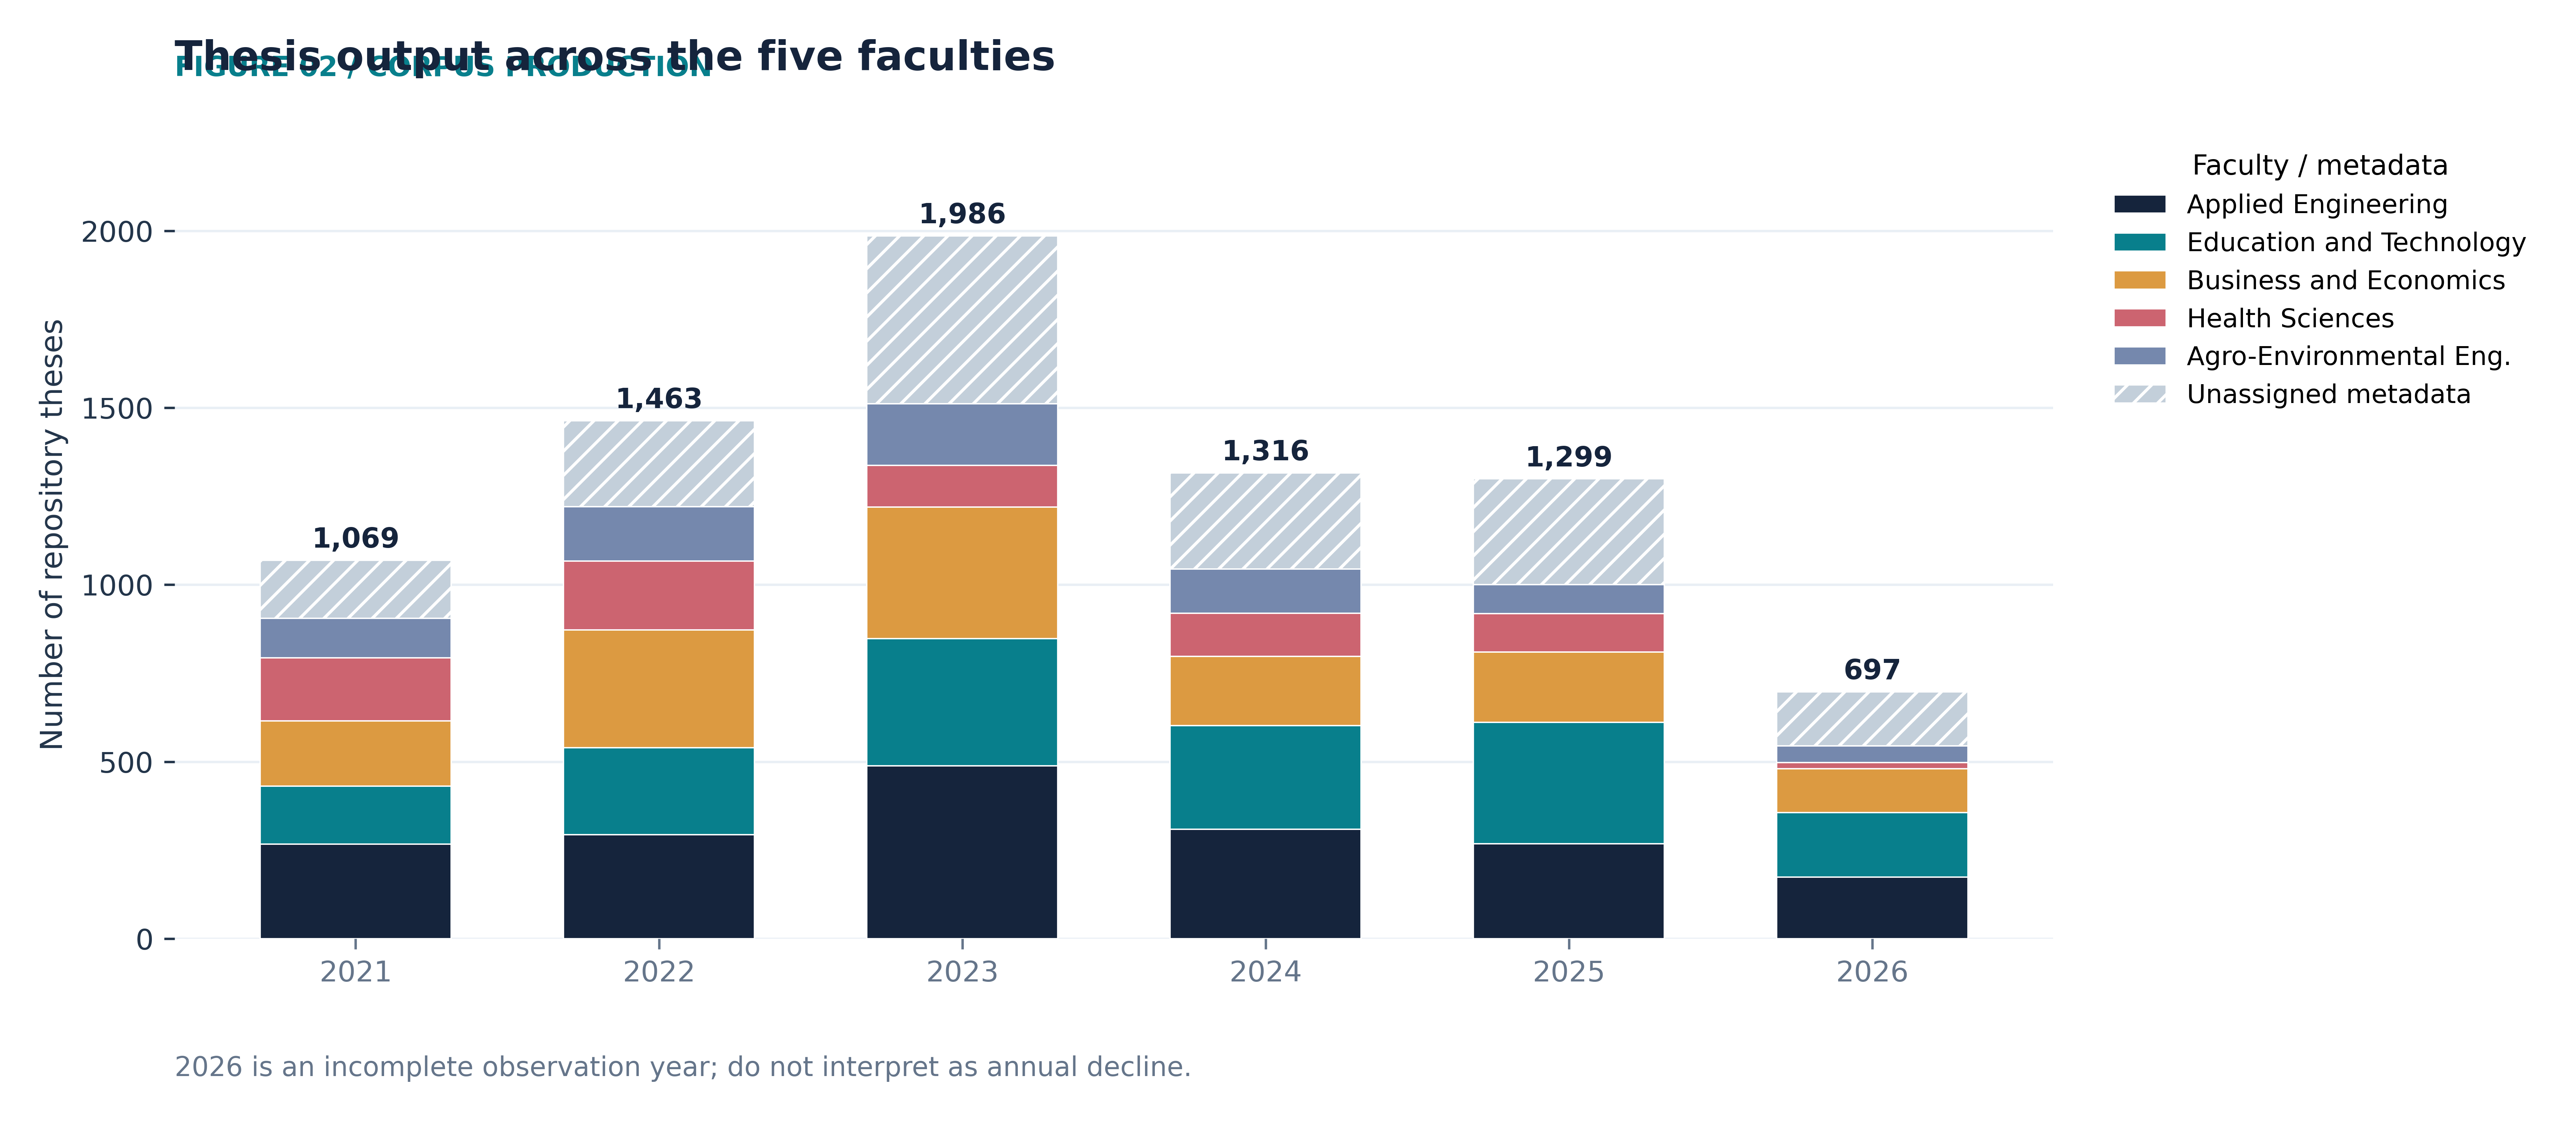 Thesis output across the five faculties
FIGURE 02 / CORPUS PRODUCTION
Number of repository theses
2000
1500
1000
500
0
1,069
1,463
1,986
1,316
1,299
697
2021
2022
2023
2024
2025
2026
Faculty / metadata
Applied Engineering
Education and Technology
Business and Economics
Health Sciences
Agro-Environmental Eng.
Unassigned metadata
2026 is an incomplete observation year; do not interpret as annual decline.